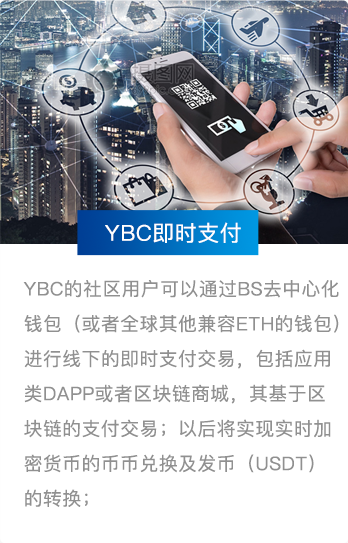 YBC即时支付
YBC的社区用户可以通过BS去中心化
钱包（或者全球其他兼容ETH的钱包）
进行线下的即时支付交易，包括应用
类DAPP或者区块链商城，其基于区
块链的支付交易；以后将实现实时加
密货币的币币兑换及发币（USDT）
的转换；